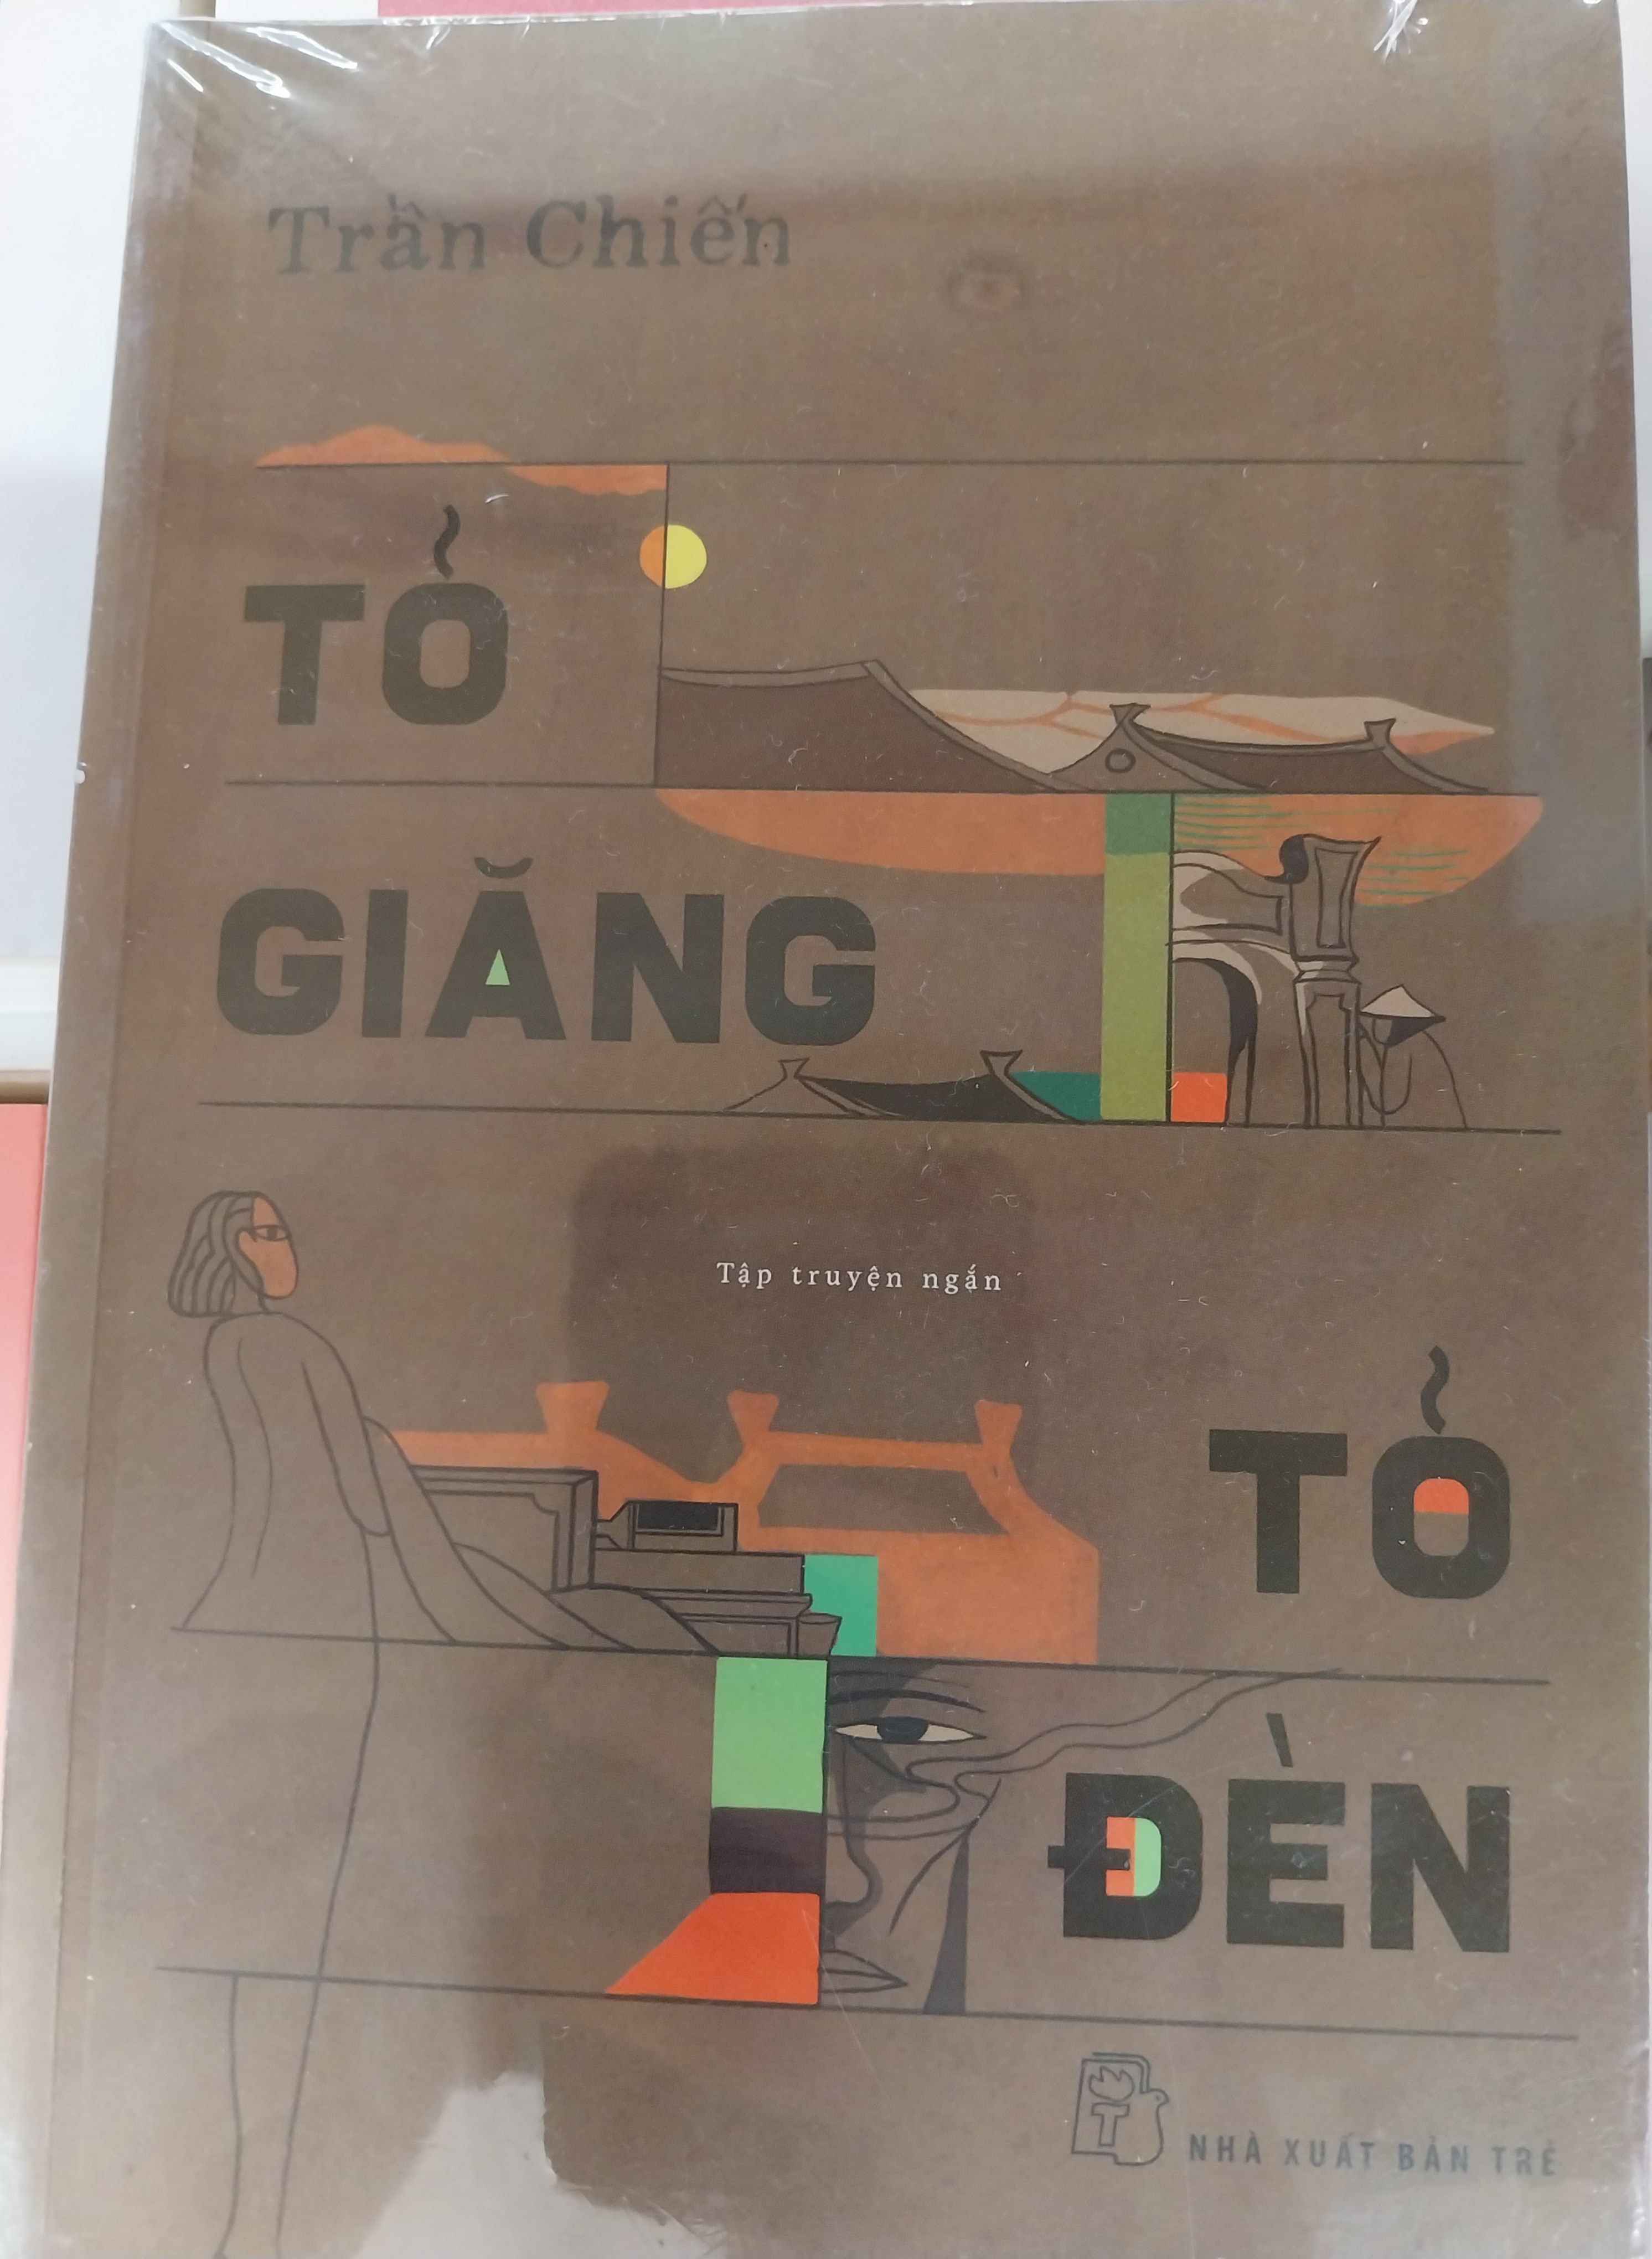 Trần Chiến
TỎ
GIĂNG
Tập truyện ngắn
TỎ
ĐÈN
NHÀ XUẤT BẢN TRẺ